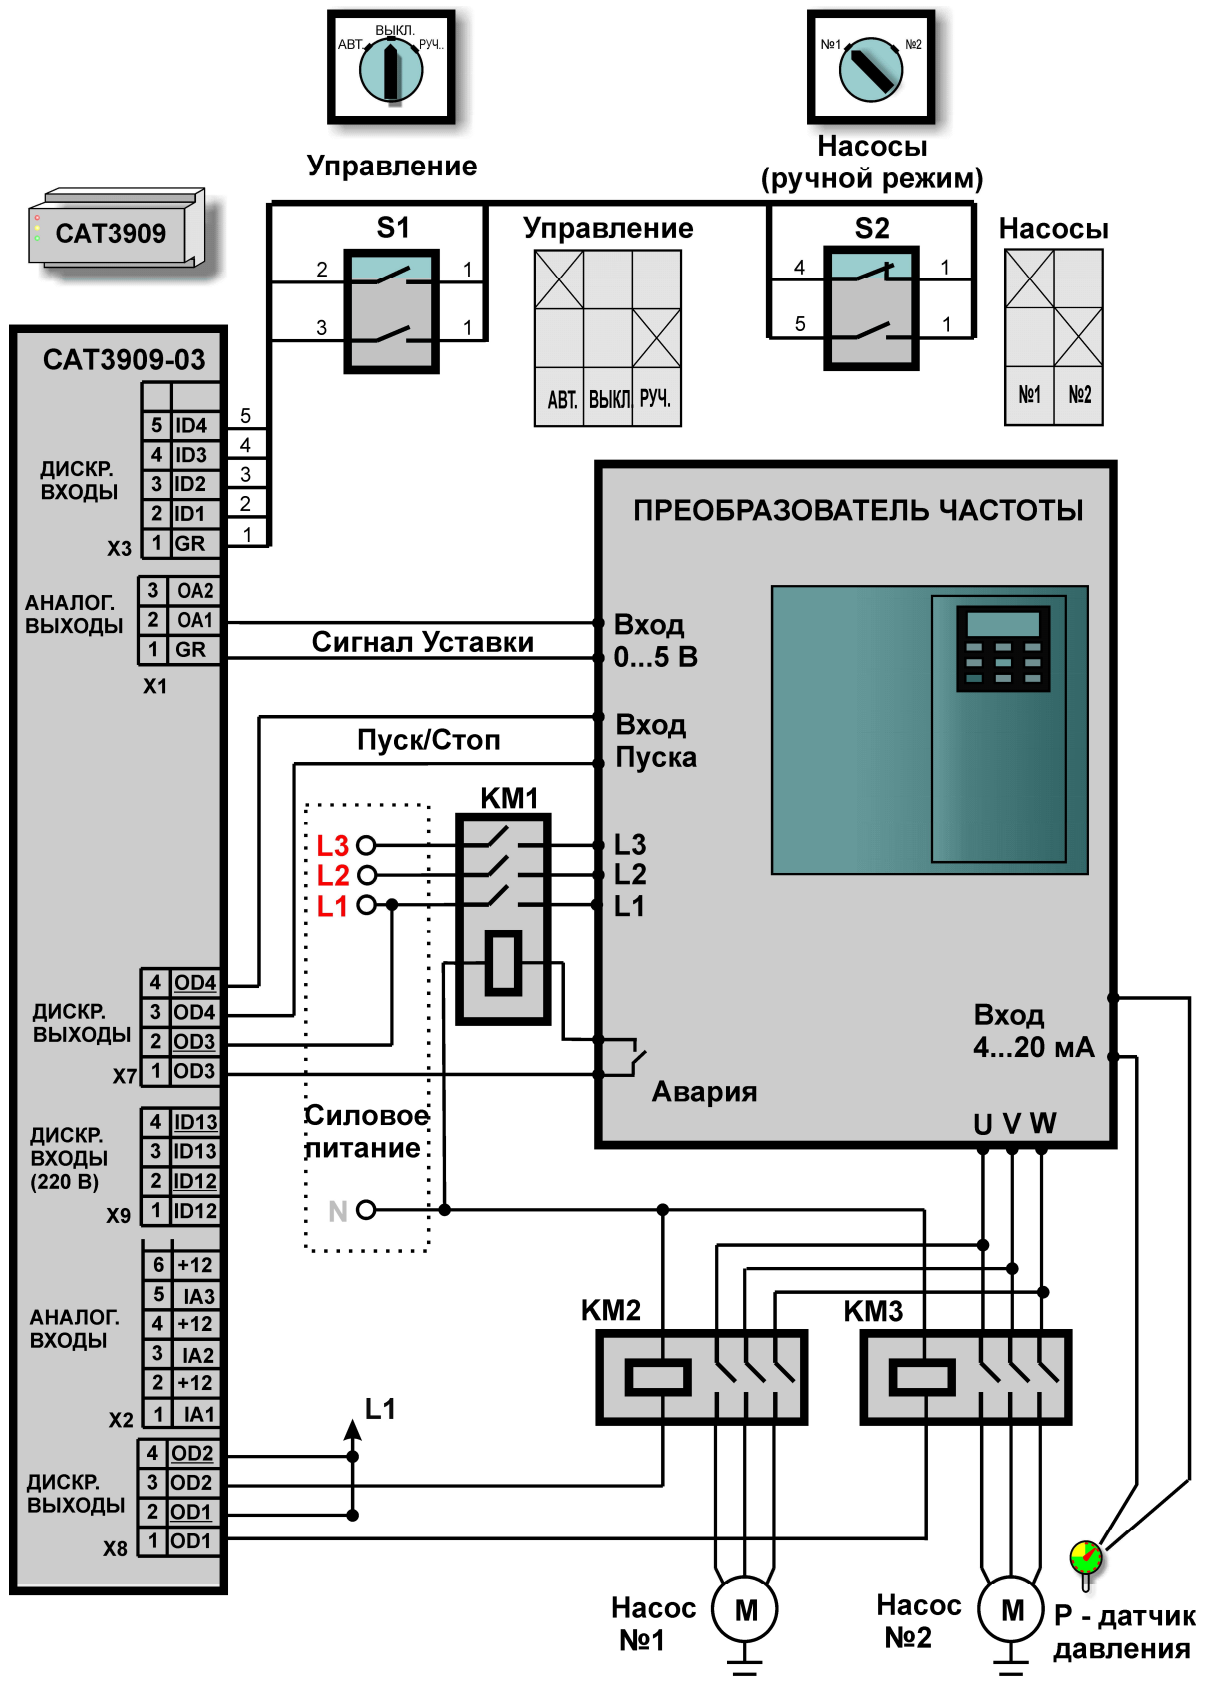 ВЫКЛ.
АВТ.
РУЧ..
Управление
№1
№2
Насосы
(ручной режим)
CAT3909
S1
2
1
3
1
Управление
АВТ.
ВЫКЛ.
РУЧ.
S2
4
1
5
1
Насосы
№1
№2
CAT3909-03
ДИСКР.
ВХОДЫ
X3
5 ID4
4 ID3
3 ID2
2 ID1
1 GR
5
4
3
2
1
АНАЛОГ.
ВЫХОДЫ
3 OA2
2 OA1
1 GR
X1
Сигнал Уставки
Пуск/Стоп
ПРЕОБРАЗОВАТЕЛЬ ЧАСТОТЫ
Вход
0...5 В
Вход
Пуска
KM1
L3
L2
L1
L3
L2
L1
Авария
Вход
4...20 мА
U V W
ДИСКР.
ВЫХОДЫ
X7
4 OD4
3 OD4
2 OD3
1 OD3
Силовое
питание
N
ДИСКР.
ВХОДЫ
(220 В)
X9
4 ID13
3 ID13
2 ID12
1 ID12
АНАЛОГ.
ВХОДЫ
X2
6 +12
5 IA3
4 +12
3 IA2
2 +12
1 IA1
L1
ДИСКР.
ВЫХОДЫ
X8
4 OD2
3 OD2
2 OD1
1 OD1
KM2
KM3
Насос
№1
M
Насос
№2
M
P - датчик
давления